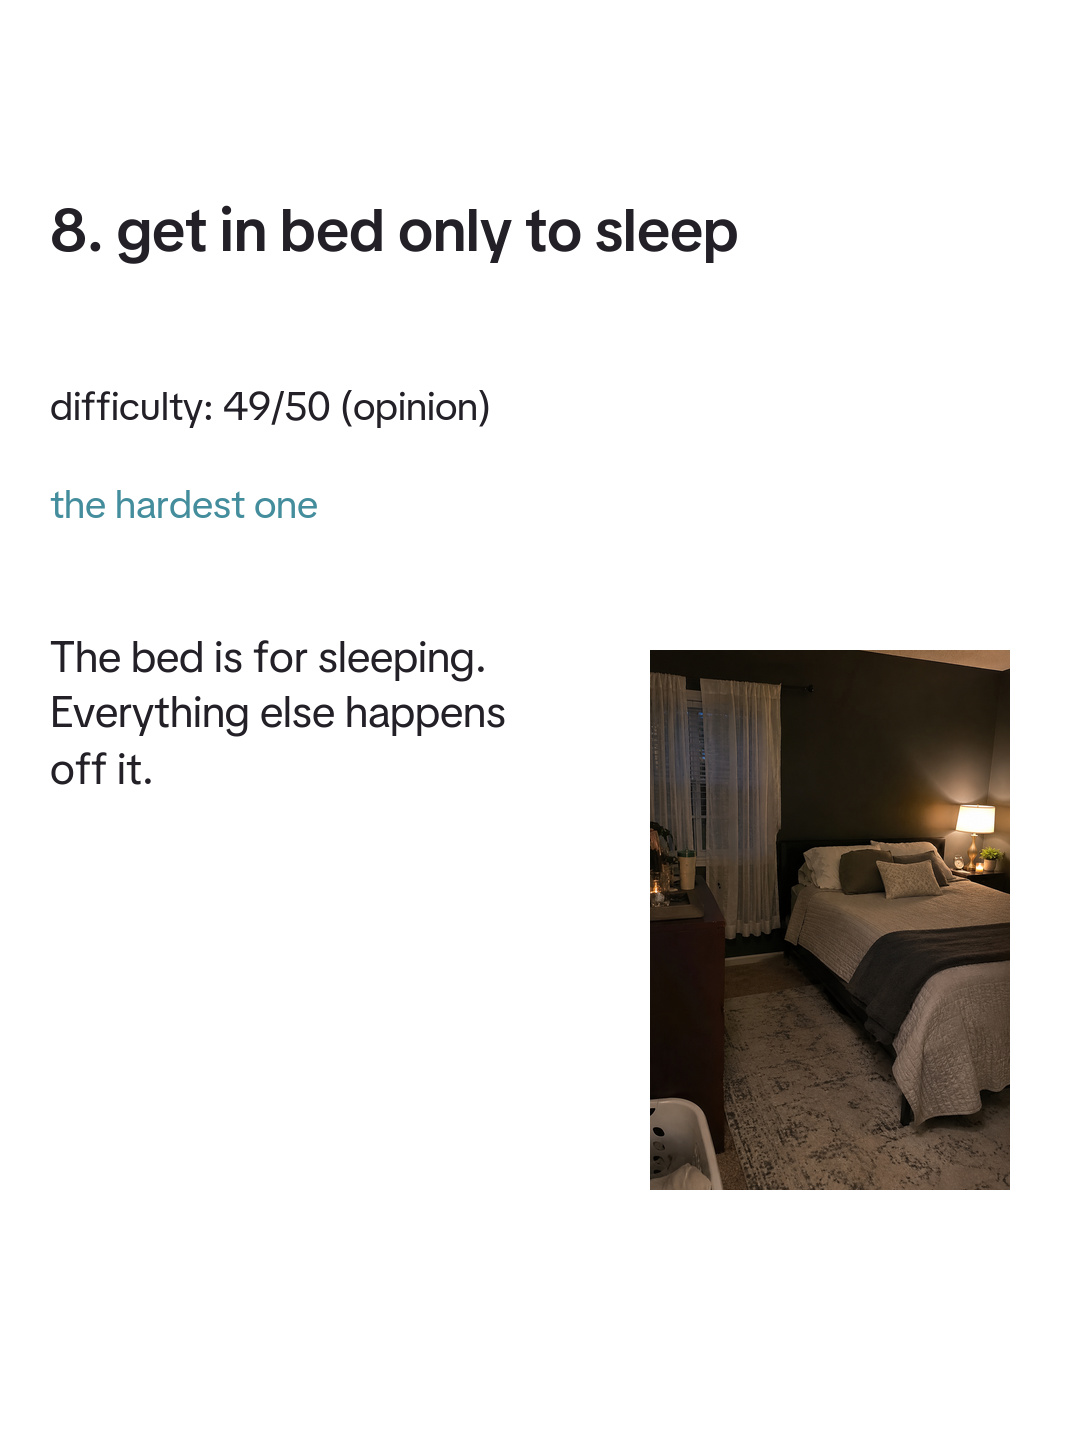 8. get in bed only to sleep
difficulty: 49/50 (opinion)
the hardest one
The bed is for sleeping.
Everything else happens
off it.